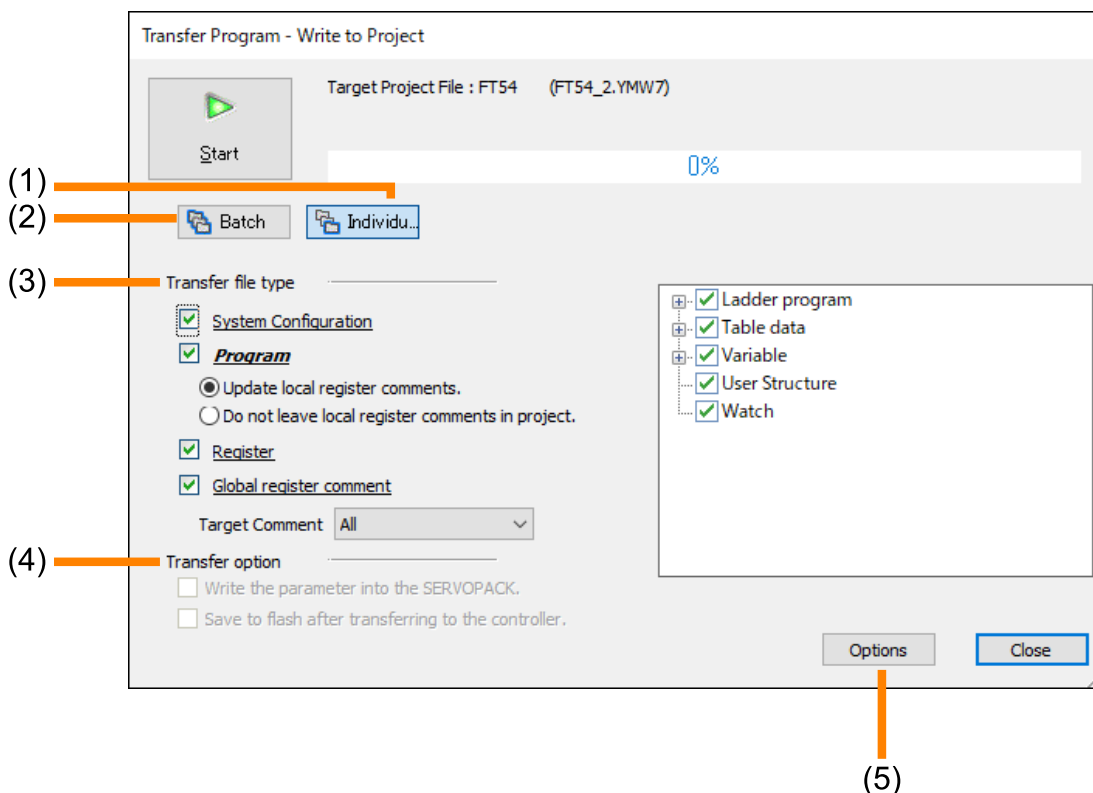 Transfer Program - Write to Project
Target Project File : FT54 (FT54_2.YMW7)
Start
0%
(1)
(2)
Batch
Individu...
(3)
Transfer file type
System Configuration
Program
Update local register comments.
Do not leave local register comments in project.
Register
Global register comment
Target Comment All
Ladder program
Table data
Variable
User Structure
Watch
(4)
Transfer option
Write the parameter into the SERVOPACK.
Save to flash after transferring to the controller.
Options
Close
(5)